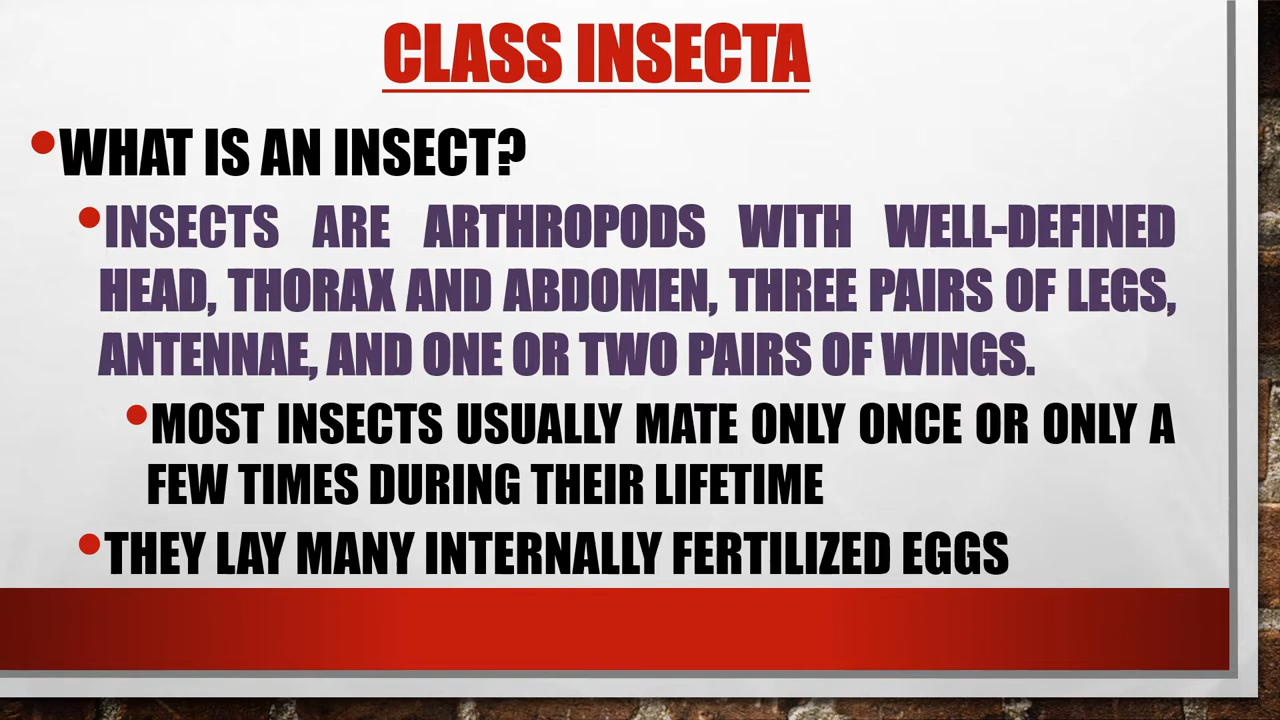 CLASS INSECTA
•WHAT IS AN INSECT?
•INSECTS ARE ARTHROPODS WITH WELL-DEFINED
HEAD, THORAX AND ABDOMEN, THREE PAIRS OF LEGS,
ANTENNAE, AND ONE OR TWO PAIRS OF WINGS.
•MOST INSECTS USUALLY MATE ONLY ONCE OR ONLY A
FEW TIMES DURING THEIR LIFETIME
•THEY LAY MANY INTERNALLY FERTILIZED EGGS